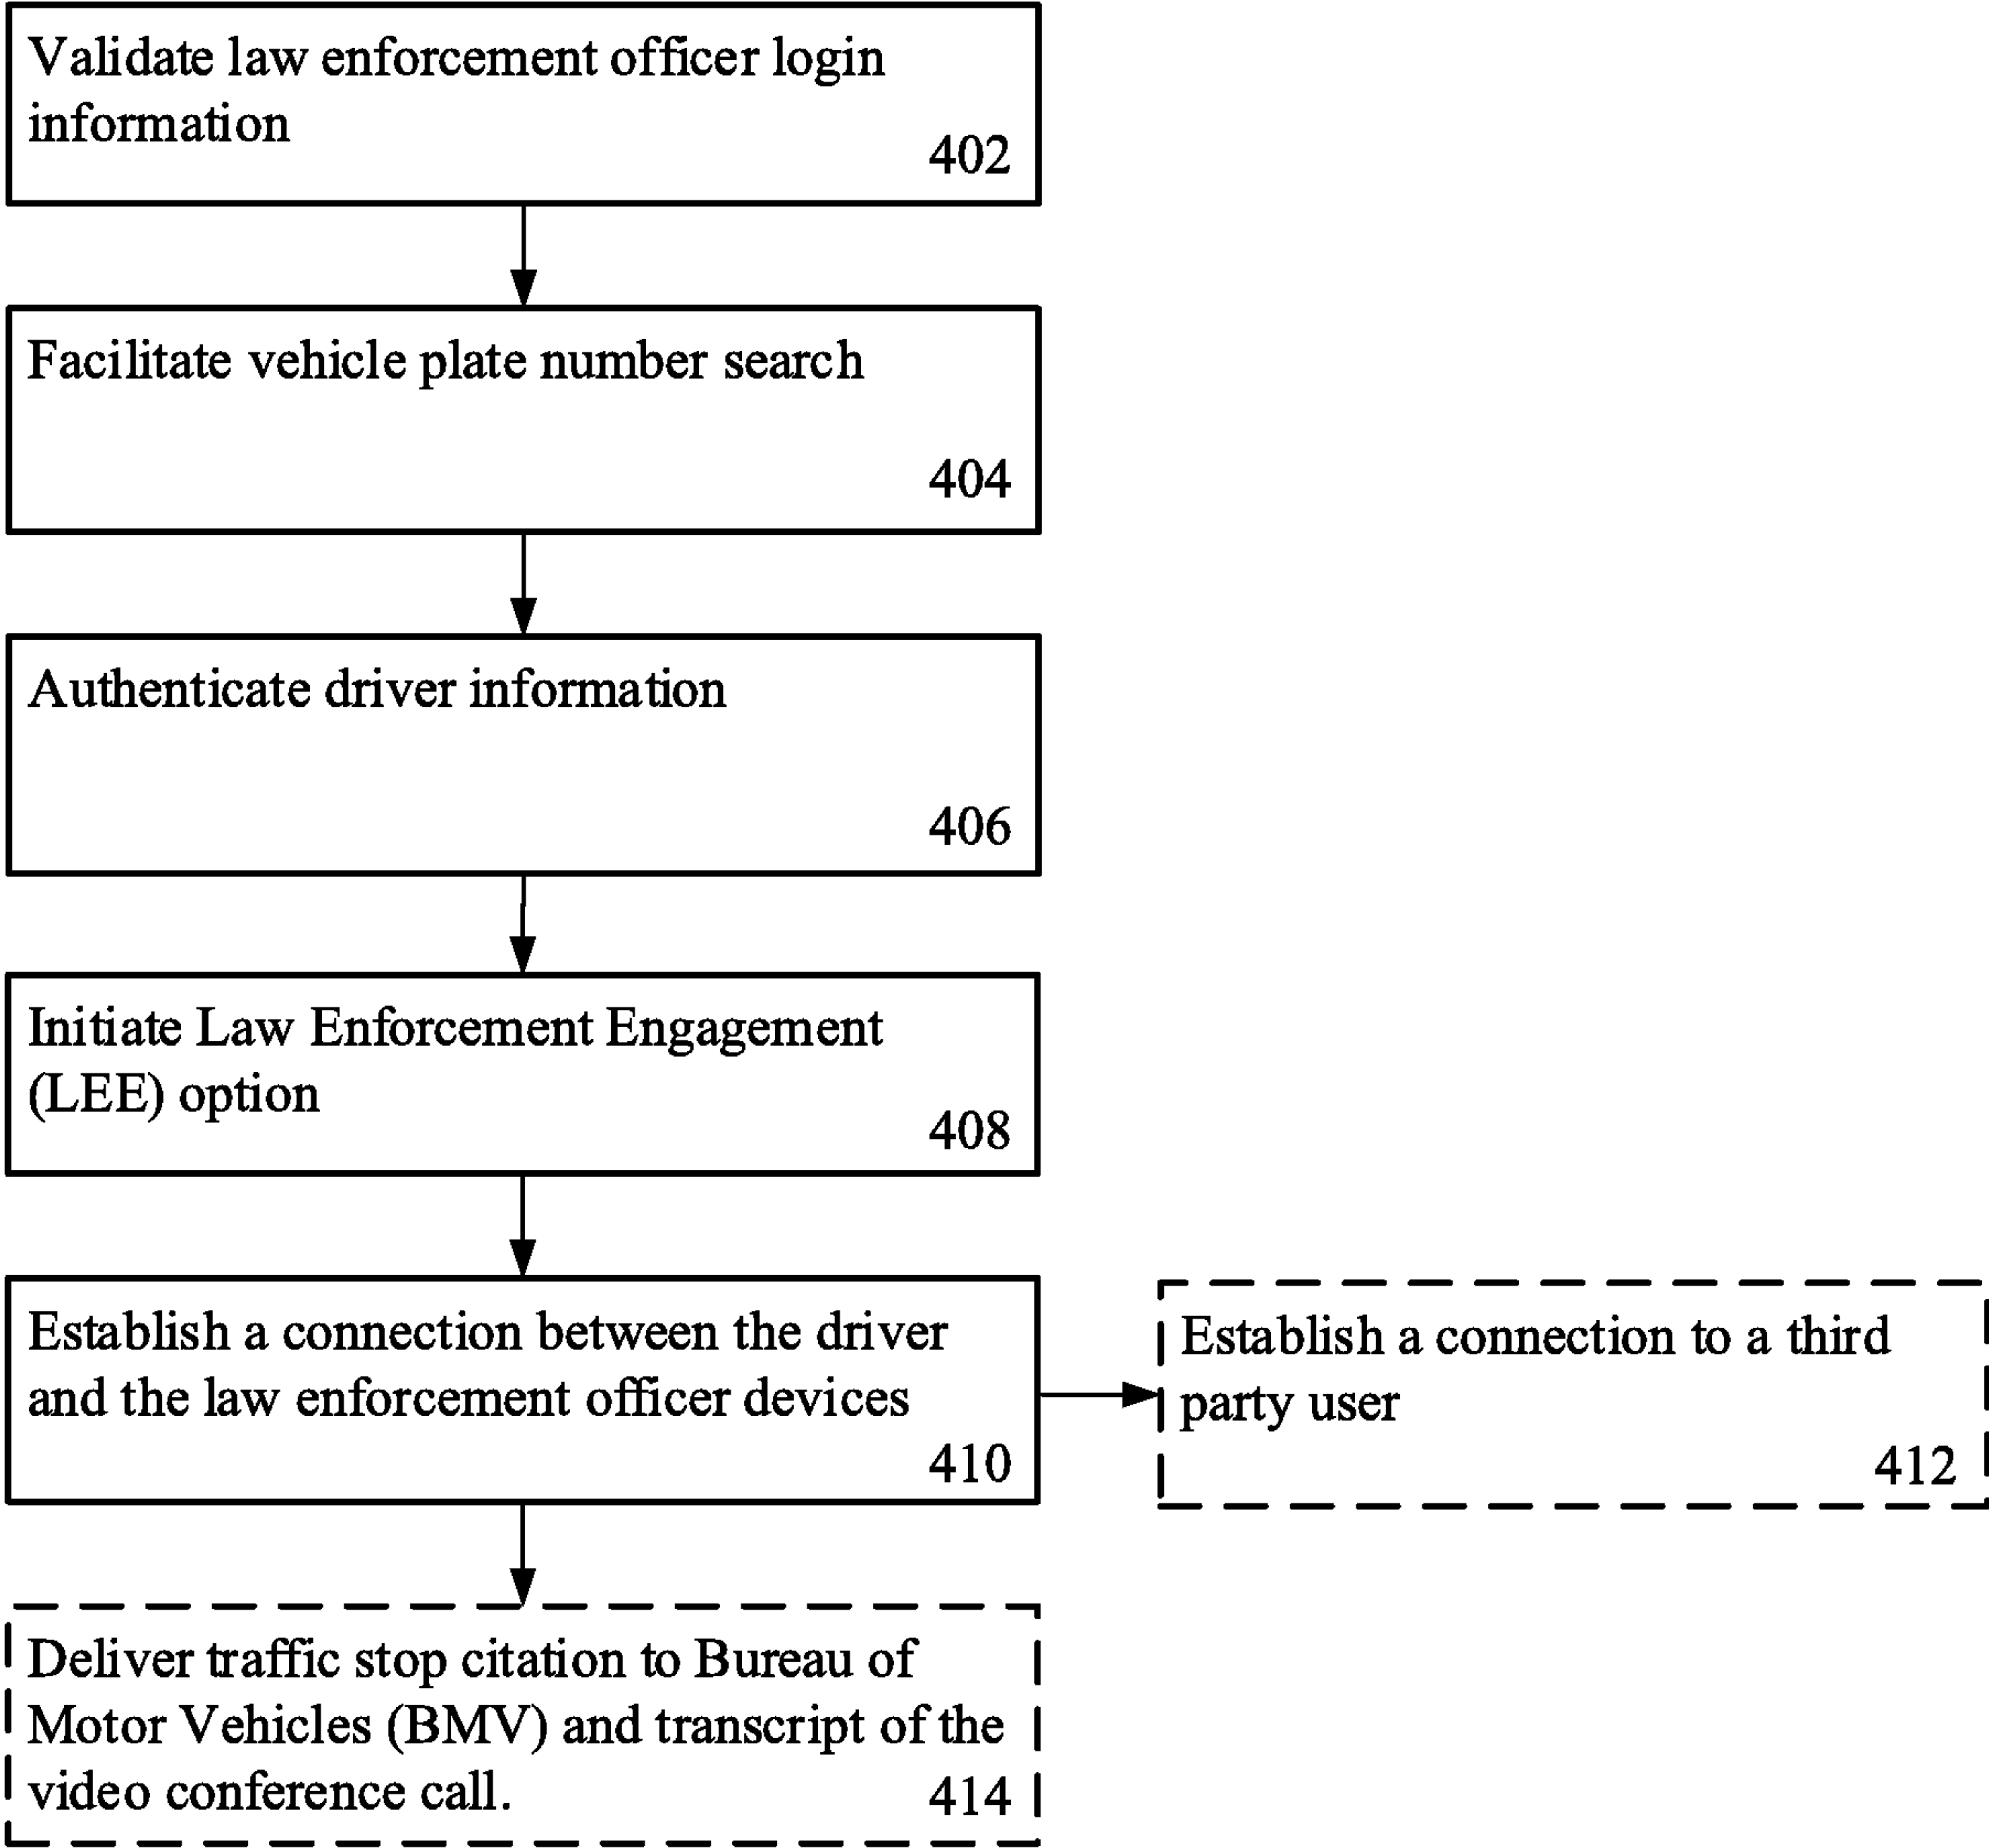 Validate law enforcement officer login
information
402
Facilitate vehicle plate number search
404
Authenticate driver information
406
Initiate Law Enforcement Engagement
(LEE) option
408
Establish a connection between the driver
and the law enforcement officer devices
410
Establish a connection to a third
party user
412
Deliver traffic stop citation to Bureau of
Motor Vehicles (BMV) and transcript of the
video conference call.
414